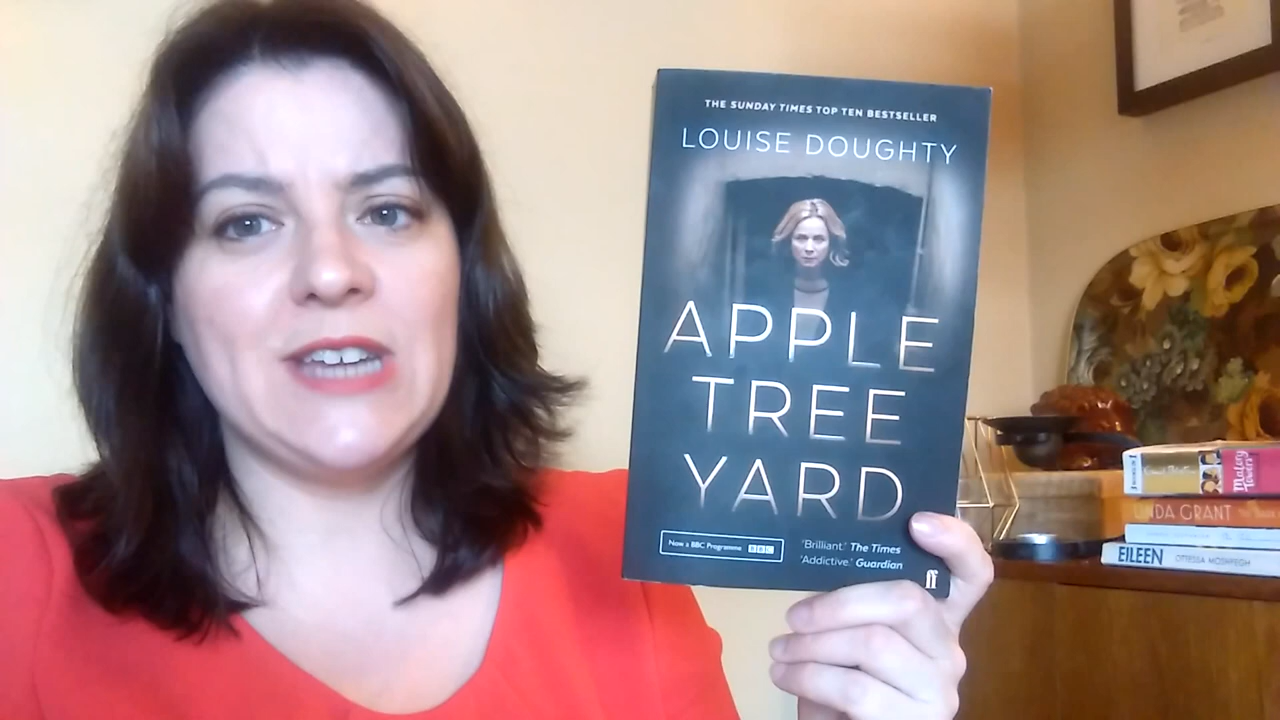 THE SUNDAY TIMES TOP TEN BESTSELLER
LOUISE DOUGHTY
APPLE
TREE
YARD
Now a BBC Programme BBC
'Brilliant.' The Times
'Addictive.' Guardian
ff
Malory Towers
LINDA GRANT
EILEEN OTTESSA MOSHFEGH